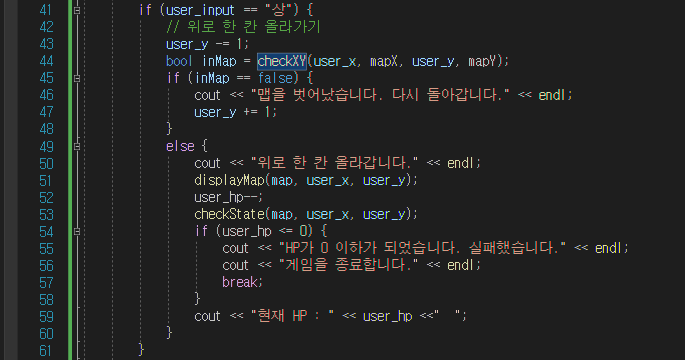 41 if (user_input == "상") {
42 // 위로 한 칸 올라가기
43 user_y -= 1;
44 bool inMap = checkXY(user_x, mapX, user_y, mapY);
45 if (inMap == false) {
46 cout << "맵을 벗어났습니다. 다시 돌아갑니다." << endl;
47 user_y += 1;
48 }
49 else {
50 cout << "위로 한 칸 올라갑니다." << endl;
51 displayMap(map, user_x, user_y);
52 user_hp--;
53 checkState(map, user_x, user_y);
54 if (user_hp <= 0) {
55 cout << "HP가 0 이하가 되었습니다. 실패했습니다." << endl;
56 cout << "게임을 종료합니다." << endl;
57 break;
58 }
59 cout << "현재 HP : " << user_hp <<"  ";
60 }
61 }